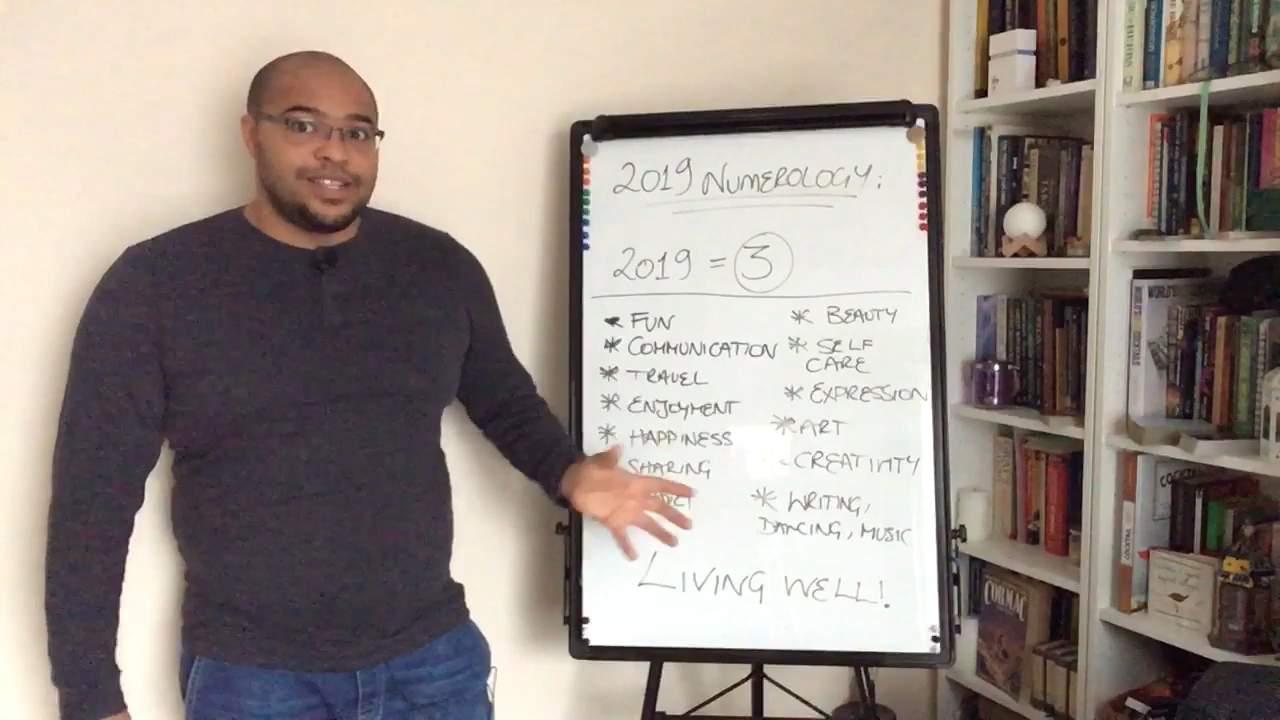 2019 NUMEROLOGY:
2019 = 3
* FUN
* COMMUNICATION
* TRAVEL
* ENJOYMENT
* HAPPINESS
SHARING
* BEAUTY
* SELF
CARE
* EXPRESSION
* ART
- CREATIVITY
* WRITING,
DANCING, MUSIC
LIVING WELL!
CORMAC